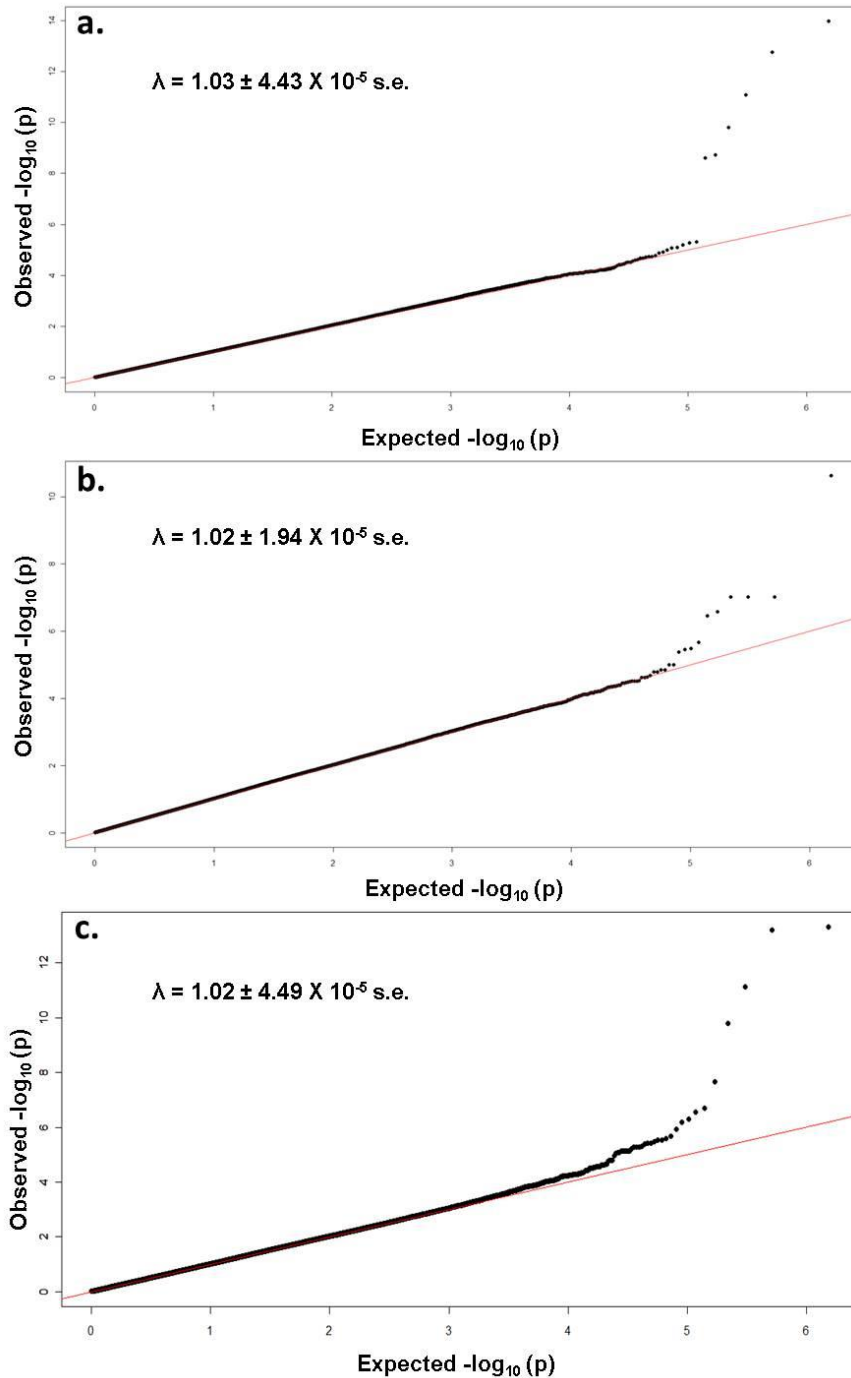 a.
λ = 1.03 ± 4.43 X 10-5 s.e.
Observed -log10 (p)
14
12
10
8
6
4
2
0
0 1 2 3 4 5 6
Expected -log10 (p)
b.
λ = 1.02 ± 1.94 X 10-5 s.e.
Observed -log10 (p)
10
8
6
4
2
0
0 1 2 3 4 5 6
Expected -log10 (p)
c.
λ = 1.02 ± 4.49 X 10-5 s.e.
Observed -log10 (p)
12
10
8
6
4
2
0
0 1 2 3 4 5 6
Expected -log10 (p)